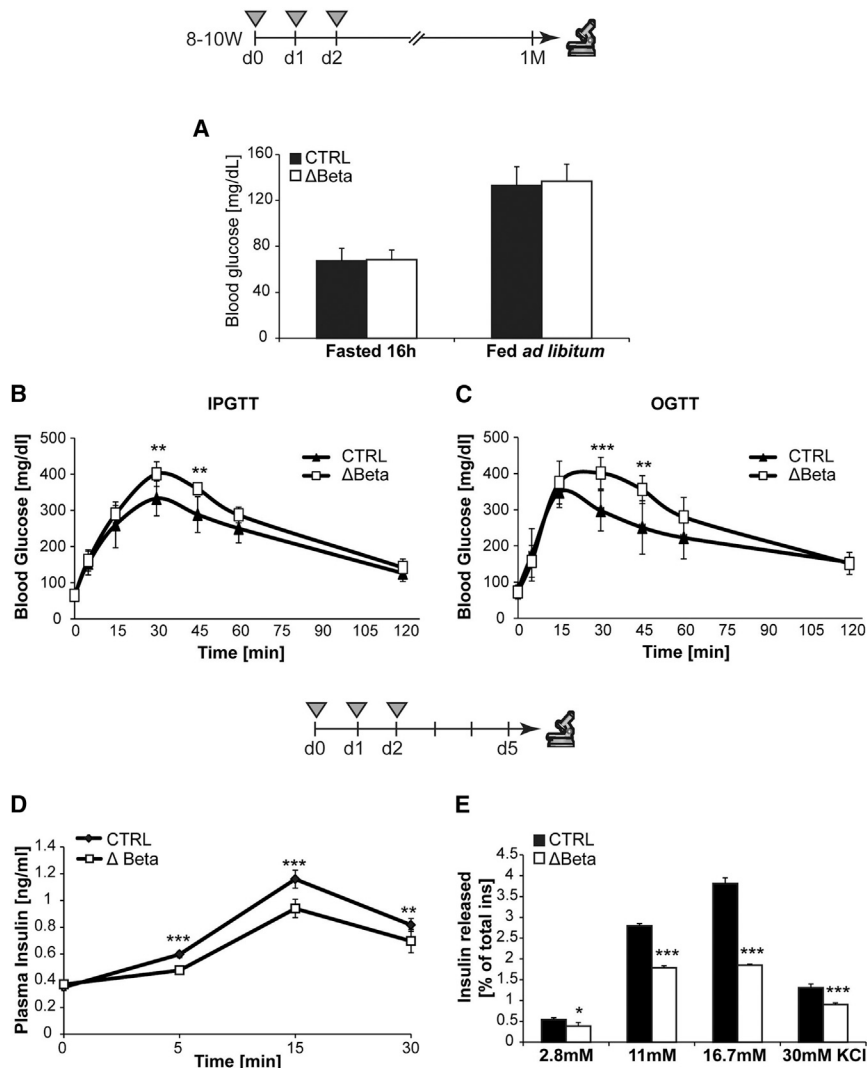 8-10W
d0 d1 d2 1M
A
Blood glucose [mg/dL]
160
120
80
40
0
CTRL
ΔBeta
Fasted 16h Fed ad libitum
B
IPGTT
Blood Glucose [mg/dl]
500
400
300
200
100
0
** **
CTRL
ΔBeta
0 15 30 45 60 75 90 105 120
Time [min]
C
OGTT
Blood Glucose [mg/dl]
500
400
300
200
100
0
*** **
CTRL
ΔBeta
0 15 30 45 60 75 90 105 120
Time [min]
d0 d1 d2 d5
D
Plasma Insulin [ng/ml]
1.4
1.2
1
0.8
0.6
0.4
0.2
0
CTRL
Δ Beta
*** *** **
0 5 15 30
Time [min]
E
Insulin released
[% of total ins]
4.5
4
3.5
3
2.5
2
1.5
1
0.5
0
CTRL
ΔBeta
* *** *** ***
2.8mM 11mM 16.7mM 30mM KCl